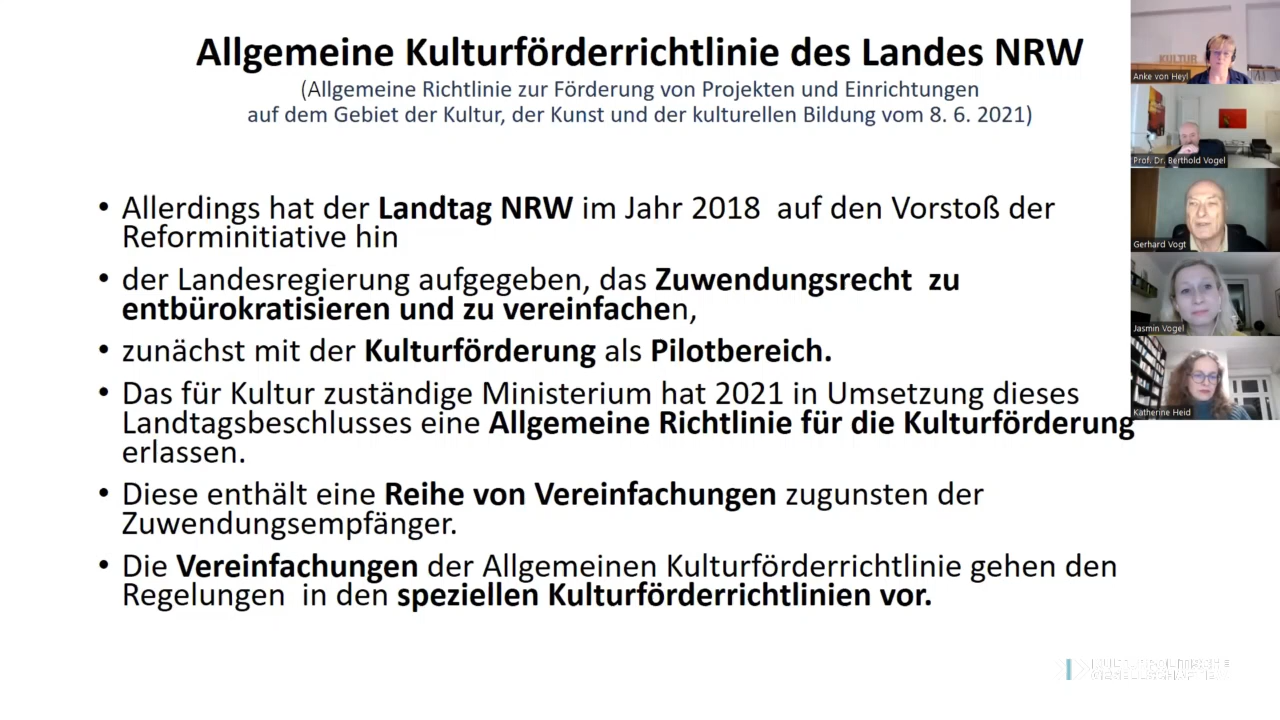 Allgemeine Kulturförderrichtlinie des Landes NRW
(Allgemeine Richtlinie zur Förderung von Projekten und Einrichtungen
auf dem Gebiet der Kultur, der Kunst und der kulturellen Bildung vom 8. 6. 2021)
• Allerdings hat der Landtag NRW im Jahr 2018 auf den Vorstoß der
Reforminitiative hin
• der Landesregierung aufgegeben, das Zuwendungsrecht zu
entbürokratisieren und zu vereinfachen,
• zunächst mit der Kulturförderung als Pilotbereich.
• Das für Kultur zuständige Ministerium hat 2021 in Umsetzung dieses
Landtagsbeschlusses eine Allgemeine Richtlinie für die Kulturförderung
erlassen.
• Diese enthält eine Reihe von Vereinfachungen zugunsten der
Zuwendungsempfänger.
• Die Vereinfachungen der Allgemeinen Kulturförderrichtlinie gehen den
Regelungen in den speziellen Kulturförderrichtlinien vor.
KULTUR
Anke von Heyl
Prof. Dr. Berthold Vogel
Gerhard Vogt
Jasmin Vogel
Katherine Heid
KULTURPOLITISCHE
GESELLSCHAFT